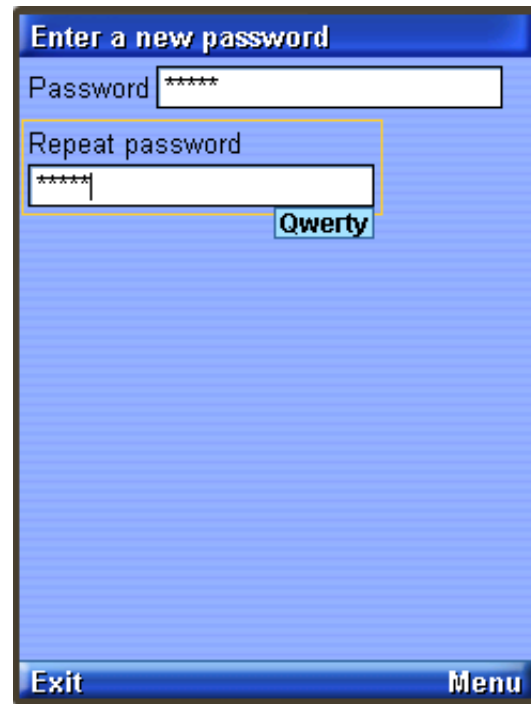 Enter a new password
Password *****
Repeat password
*****
Qwerty
Exit Menu